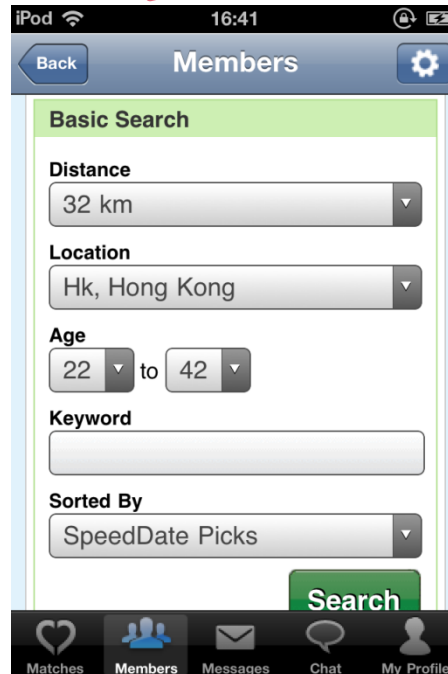 iPod 16:41
Back Members
Basic Search
Distance
32 km
Location
Hk, Hong Kong
Age
22 to 42
Keyword
Sorted By
SpeedDate Picks
Search
Matches Members Messages Chat My Profile